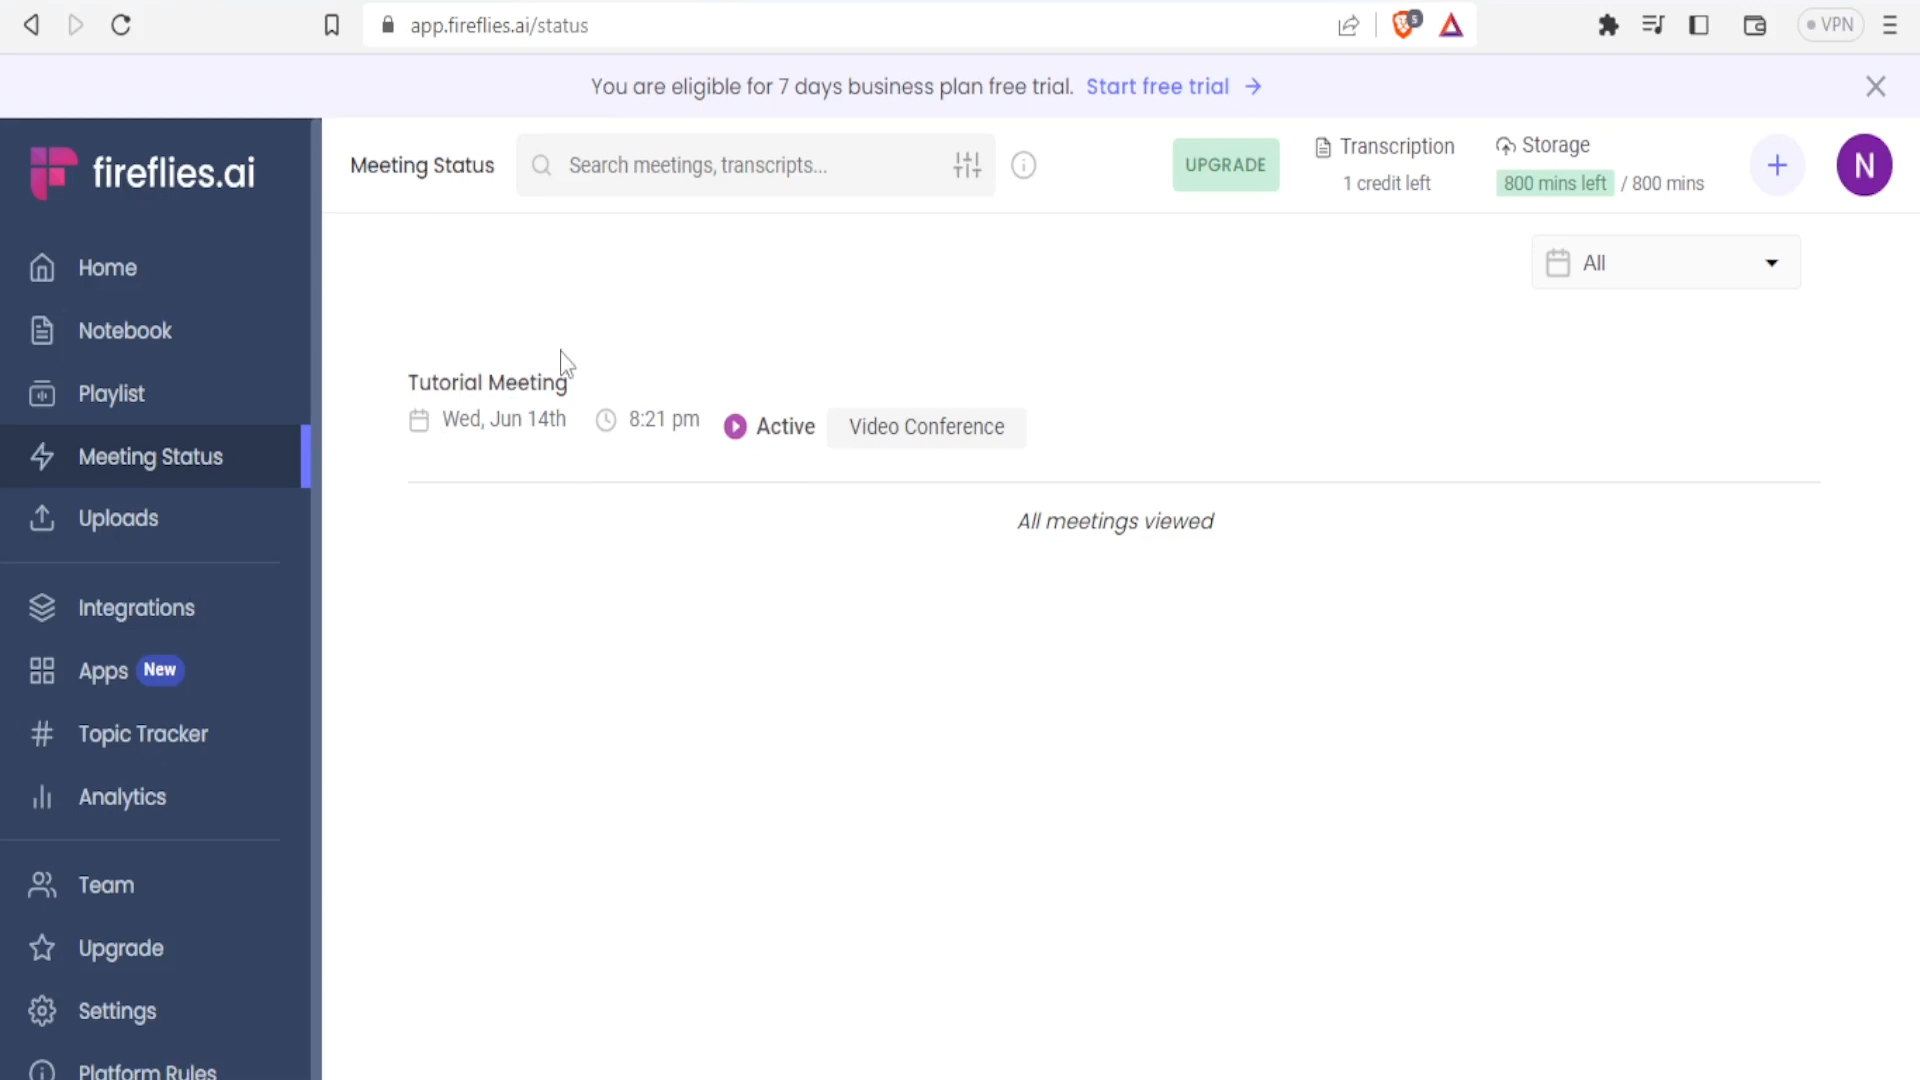 app.fireflies.ai/status
5
VPN
You are eligible for 7 days business plan free trial. Start free trial →
fireflies.ai
Meeting Status
Search meetings, transcripts...
UPGRADE
Transcription
1 credit left
Storage
800 mins left / 800 mins
+
N
All
Home
Notebook
Playlist
Meeting Status
Uploads
Integrations
Apps New
Topic Tracker
Analytics
Team
Upgrade
Settings
Platform Rules
Tutorial Meeting
Wed, Jun 14th 8:21 pm Active Video Conference
All meetings viewed